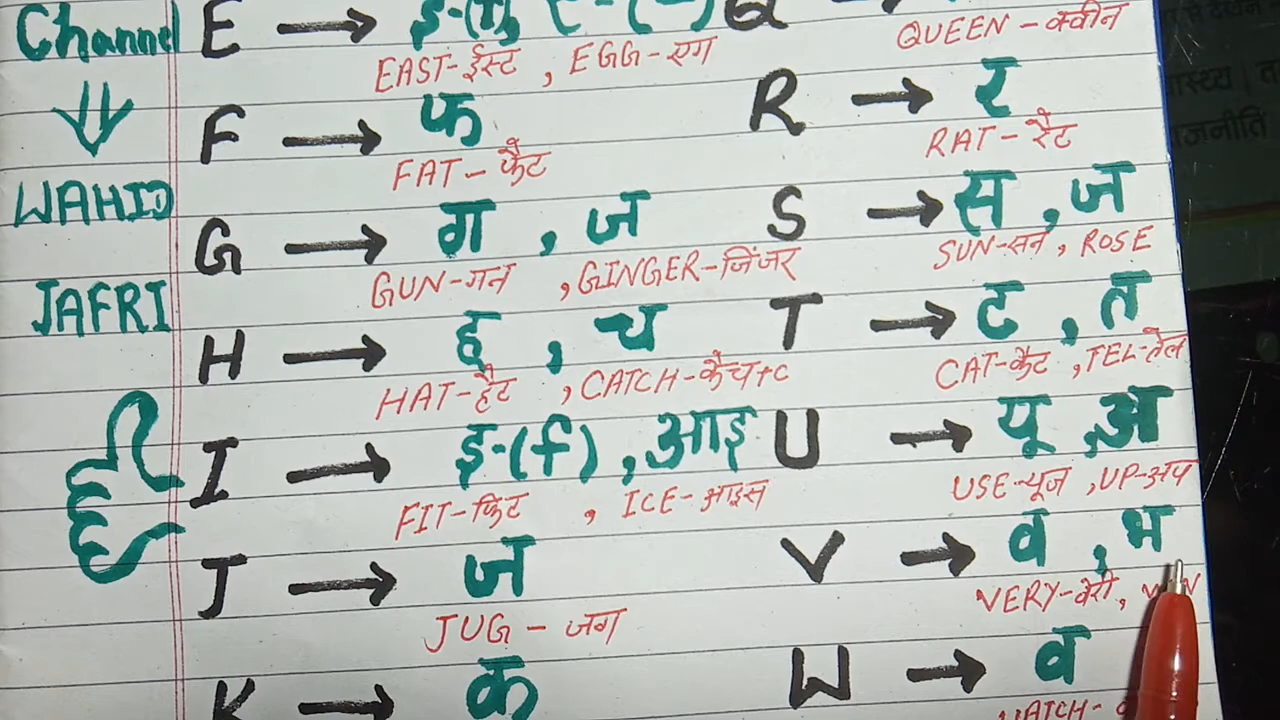 Channel
WAHID
JAFRI
E → इ-(ी), ए-(े)
EAST-ईस्ट , EGG-एग
F → फ
FAT - फैट
G → ग , ज
GUN-गन , GINGER-जिंजर
H → ह , च
HAT-हैट , CATCH-कैच+c
I → इ-(f) , आइ
FIT-फिट , ICE-आइस
J → ज
JUG - जग
K → क
Q
QUEEN - क्वीन
R → र
RAT - रैट
S → स , ज
SUN-सन , ROSE
T → ट , त
CAT-कैट , TEL-तेल
U → यू , अ
USE-यूज , UP-अप
V → व , भ
VERY-वेरी ,
W → व
WATCH -